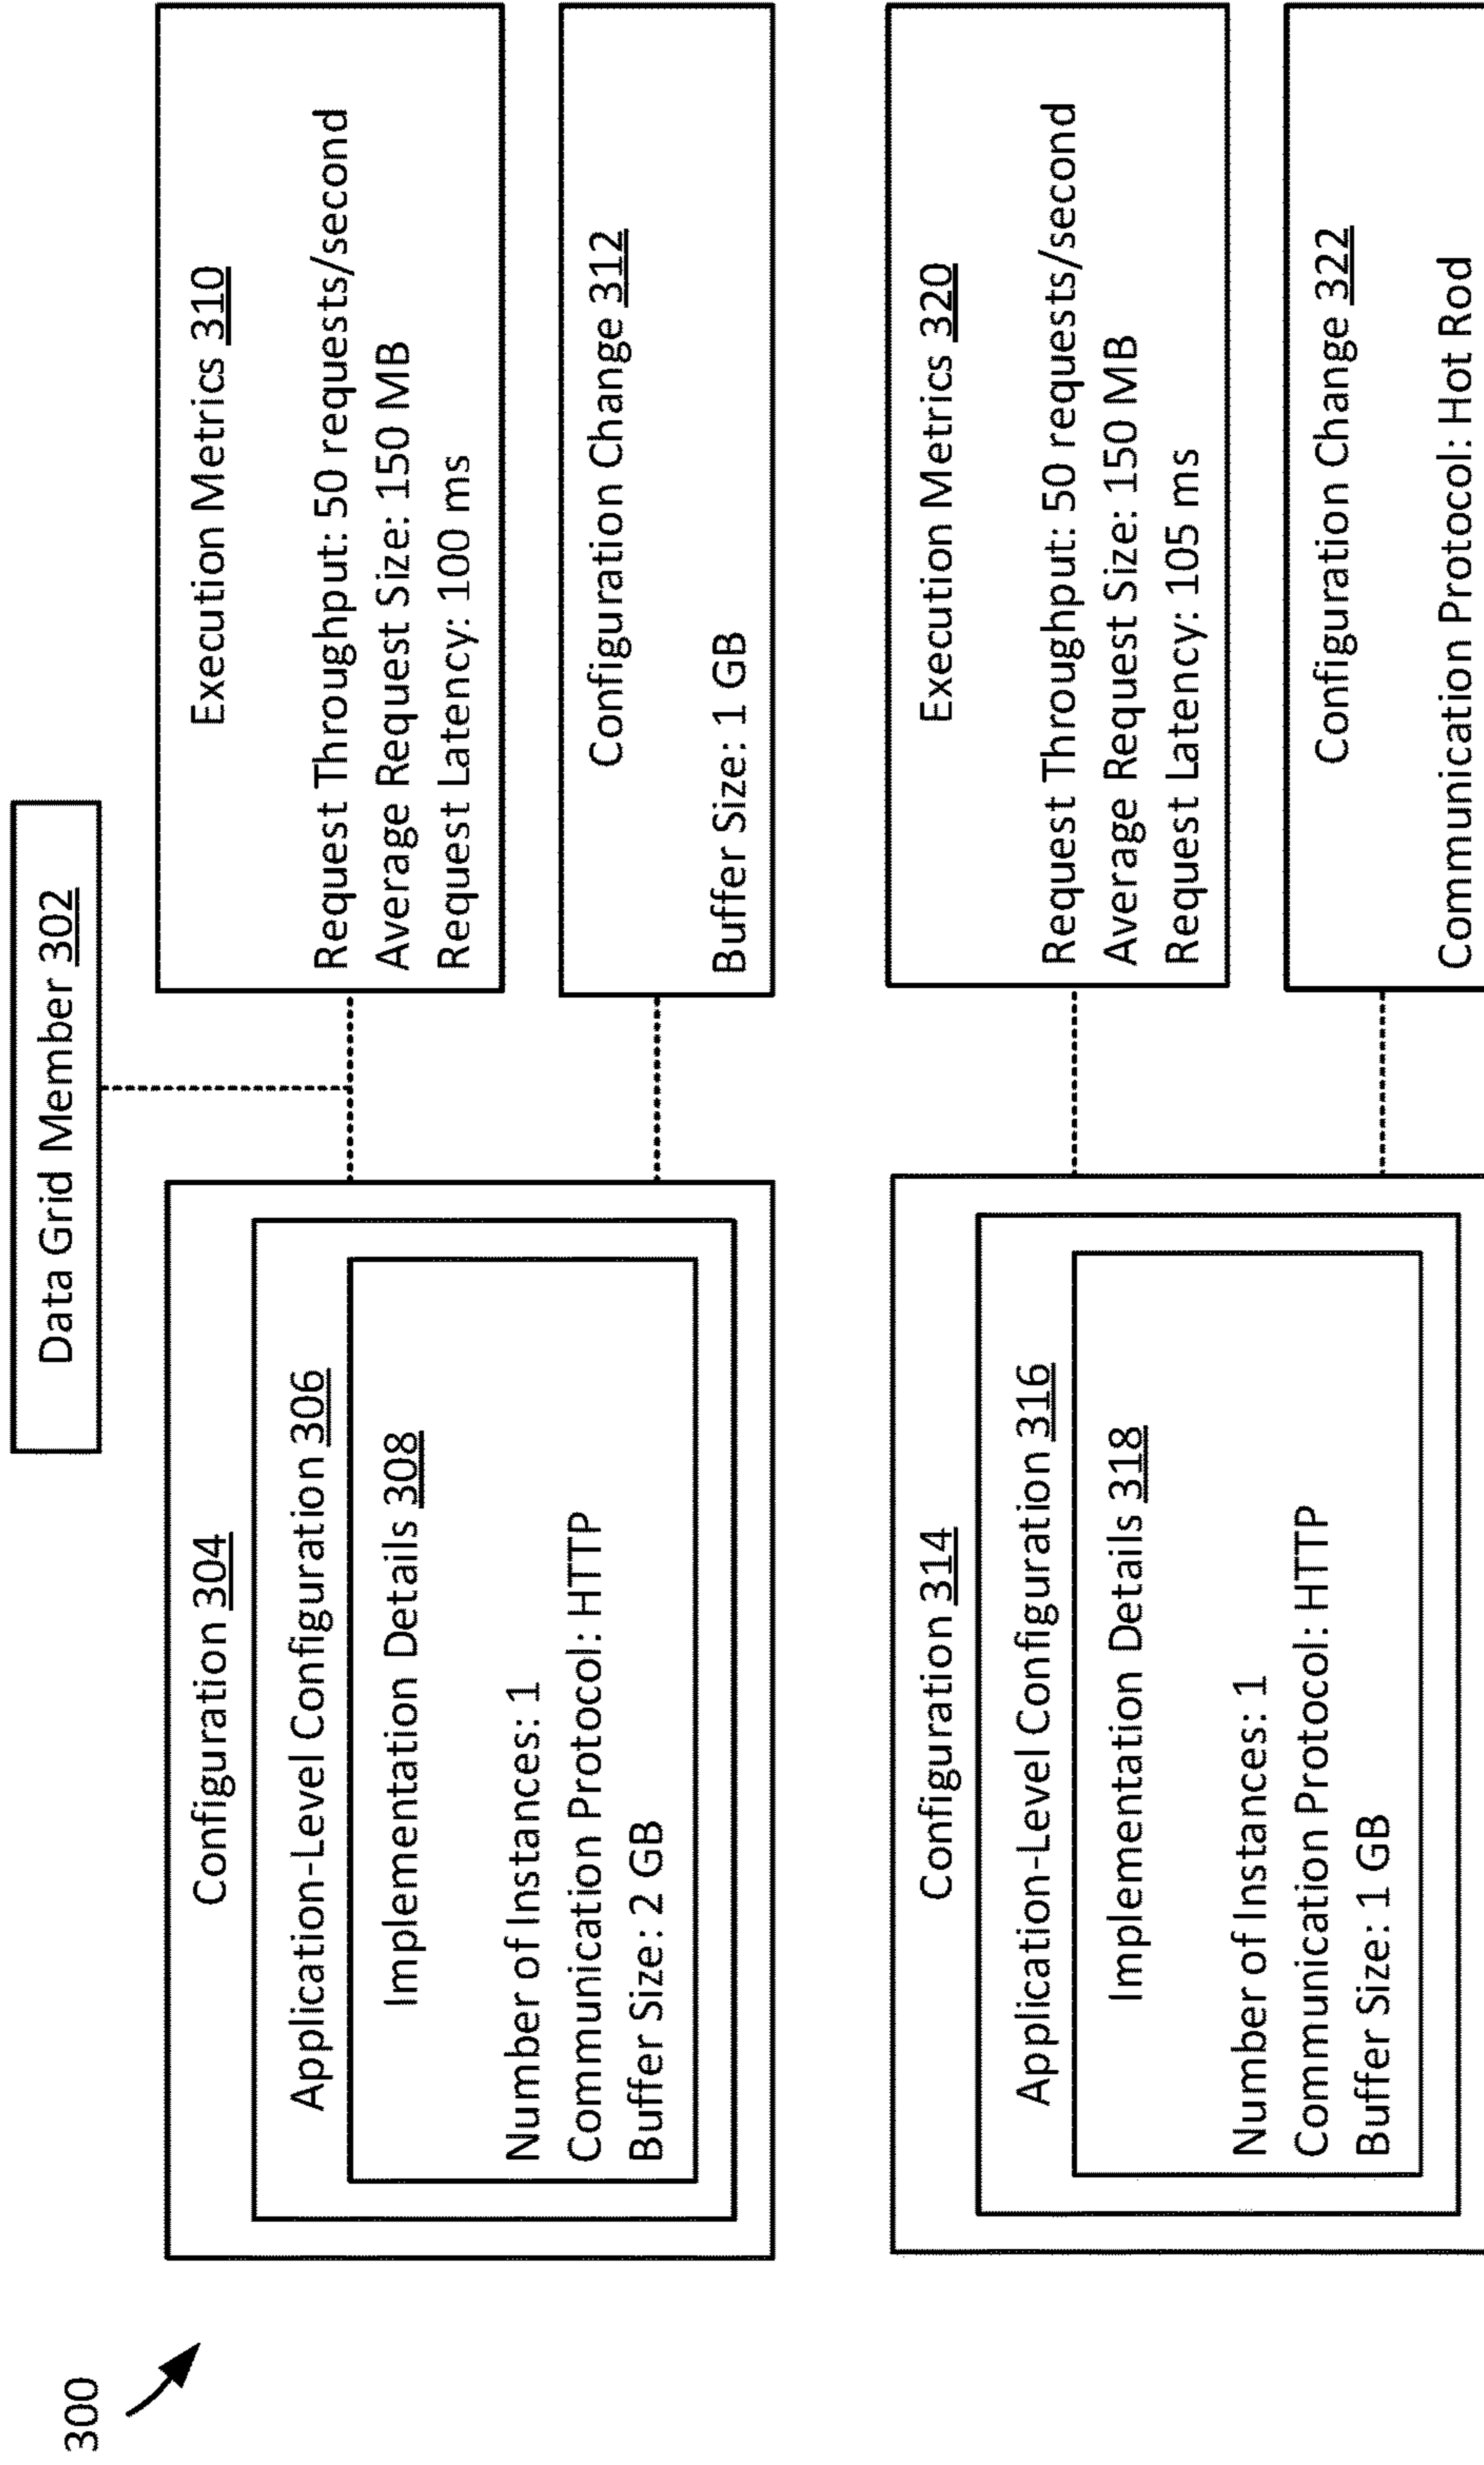 300
Data Grid Member 302
Configuration 304
Application-Level Configuration 306
Implementation Details 308
Number of Instances: 1
Communication Protocol: HTTP
Buffer Size: 2 GB
Execution Metrics 310
Request Throughput: 50 requests/second
Average Request Size: 150 MB
Request Latency: 100 ms
Configuration Change 312
Buffer Size: 1 GB
Configuration 314
Application-Level Configuration 316
Implementation Details 318
Number of Instances: 1
Communication Protocol: HTTP
Buffer Size: 1 GB
Execution Metrics 320
Request Throughput: 50 requests/second
Average Request Size: 150 MB
Request Latency: 105 ms
Configuration Change 322
Communication Protocol: Hot Rod